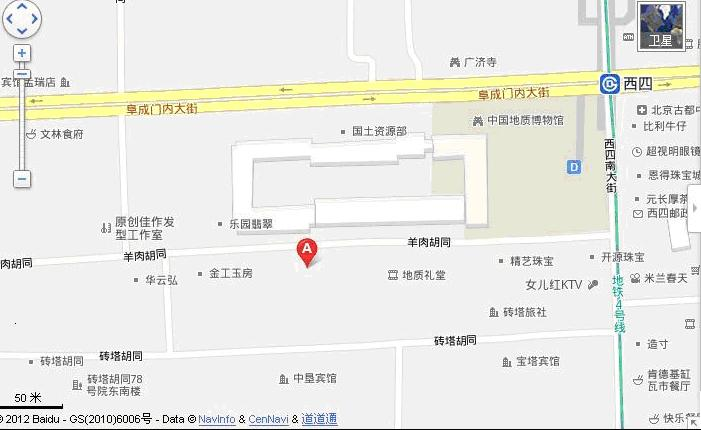 卫星
广济寺
西四
宾馆孟瑞店
阜成门内大街
阜成门内大街
北京古都中
文林食府
国土资源部
中国地质博物馆
比利牛仔
超视明眼镜
西四南大街
D
恩得珠宝城
元长厚茶
西四邮政
原创佳作发
型工作室
乐园翡翠
A
羊肉胡同
羊肉胡同
羊肉胡同
华云弘
金工玉房
地质礼堂
精艺珠宝
开源珠宝
女儿红KTV
米兰春天
地铁4号线
砖塔旅社
砖塔胡同
砖塔胡同
砖塔胡同
造寸
砖塔胡同78
号院东南楼
中垦宾馆
宝塔宾馆
肯德基缸
瓦市餐厅
50 米
快乐
© 2012 Baidu - GS(2010)6006号 - Data © NavInfo & CenNavi & 道道通